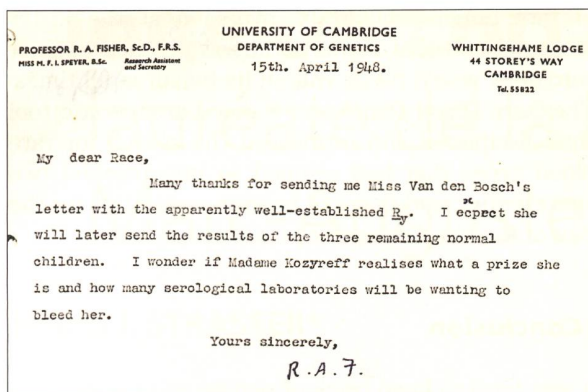 UNIVERSITY OF CAMBRIDGE
PROFESSOR R. A. FISHER, Sc.D., F.R.S.
DEPARTMENT OF GENETICS
WHITTINGEHAME LODGE
MISS M. F. I. SPEYER, B.Sc. Research Assistant and Secretary
44 STOREY'S WAY
15th. April 1948.
CAMBRIDGE
Tel. 55822
My dear Race,
Many thanks for sending me Miss Van den Bosch's
letter with the apparently well-established Ry. I expect she
will later send the results of the three remaining normal
children. I wonder if Madame Kozyreff realises what a prize she
is and how many serological laboratories will be wanting to
bleed her.
Yours sincerely,
R.A.F.